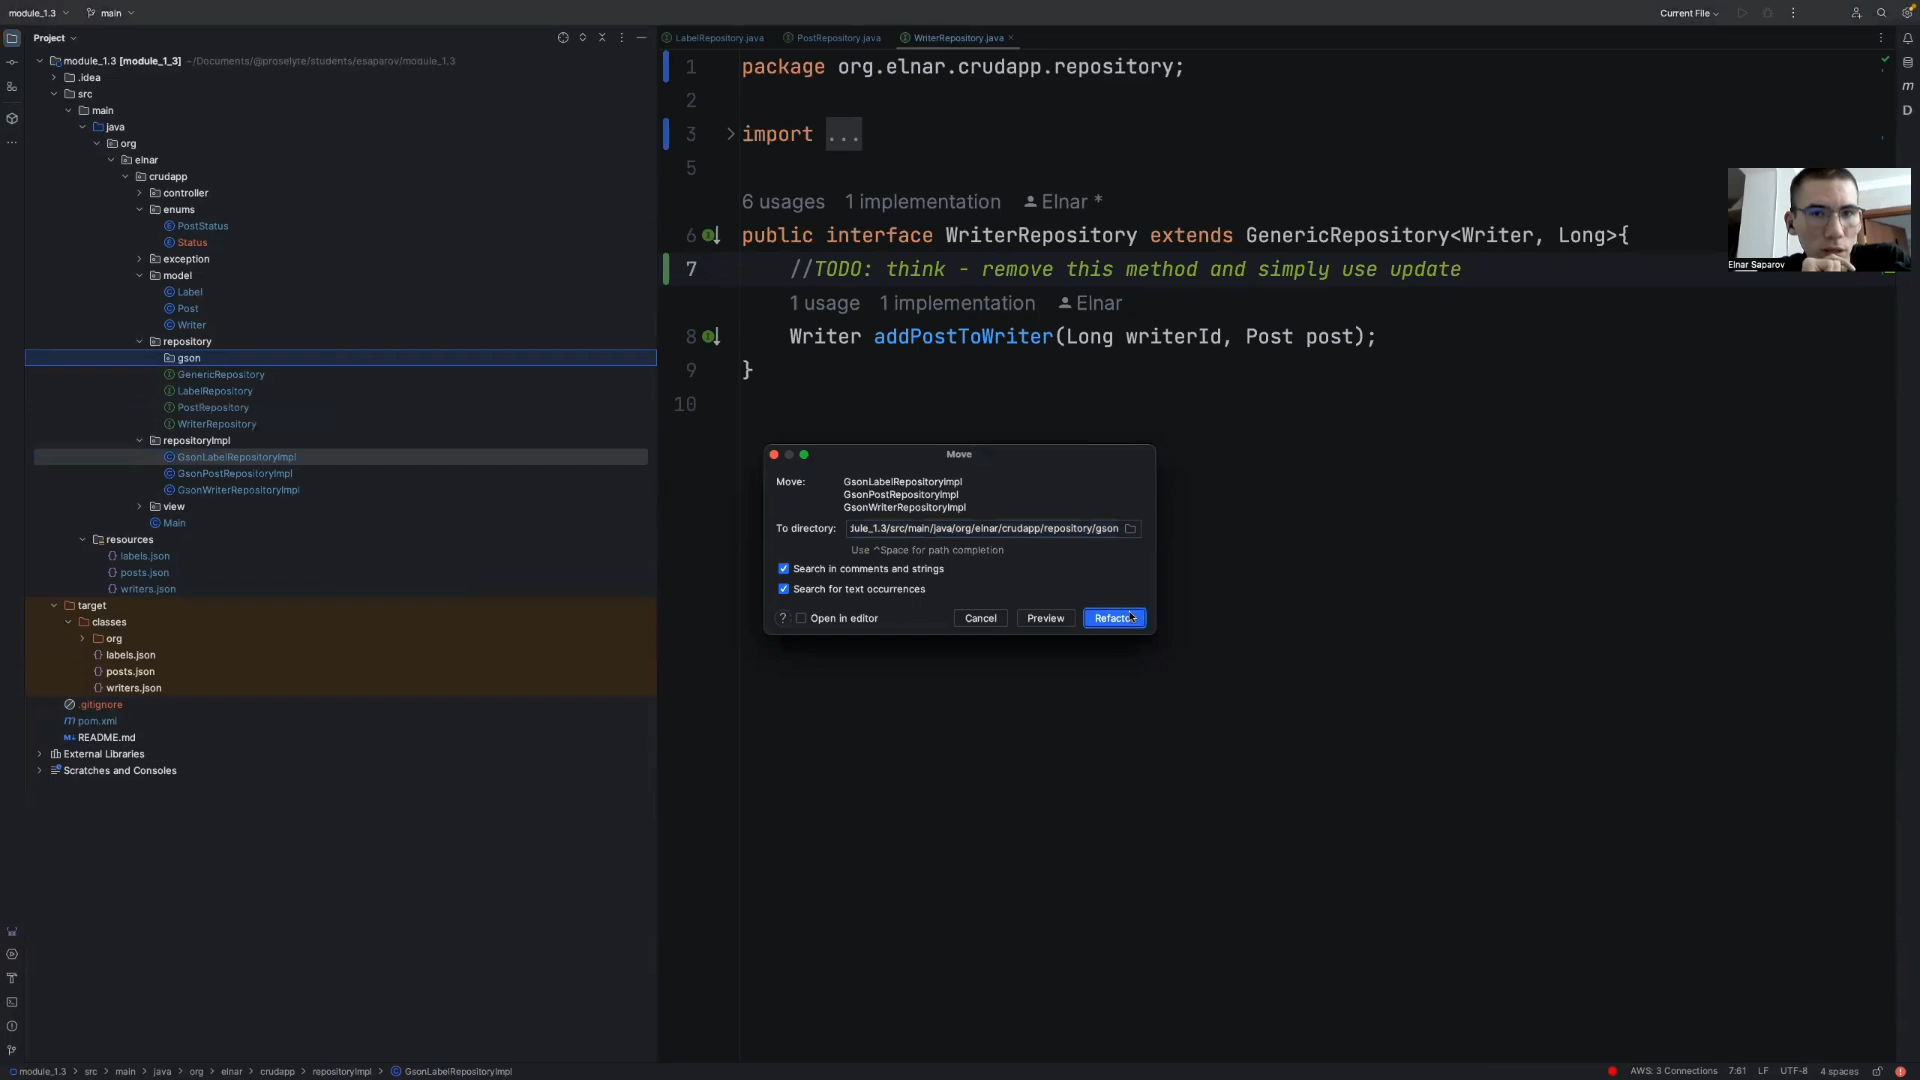 module_1.3
main
Current File
Project
LabelRepository.java
PostRepository.java
WriterRepository.java
module_1.3 [module_1_3] ~/Documents/@proselyte/students/esaparov/module_1.3
.idea
src
main
java
org
elnar
crudapp
controller
enums
PostStatus
Status
exception
model
Label
Post
Writer
repository
gson
GenericRepository
LabelRepository
PostRepository
WriterRepository
repositoryImpl
GsonLabelRepositoryImpl
GsonPostRepositoryImpl
GsonWriterRepositoryImpl
view
Main
resources
labels.json
posts.json
writers.json
target
classes
org
labels.json
posts.json
writers.json
.gitignore
pom.xml
README.md
External Libraries
Scratches and Consoles
1 package org.elnar.crudapp.repository;
2
3 import ...
5
6 usages 1 implementation Elnar *
6 public interface WriterRepository extends GenericRepository<Writer, Long>{
7 //TODO: think - remove this method and simply use update
1 usage 1 implementation Elnar
8 Writer addPostToWriter(Long writerId, Post post);
9 }
10
Elnar Saparov
Move
Move: GsonLabelRepositoryImpl
GsonPostRepositoryImpl
GsonWriterRepositoryImpl
To directory: dule_1.3/src/main/java/org/elnar/crudapp/repository/gson
Use ^Space for path completion
Search in comments and strings
Search for text occurrences
? Open in editor
Cancel
Preview
Refactor
module_1.3 > src > main > java > org > elnar > crudapp > repositoryImpl > GsonLabelRepositoryImpl
AWS: 3 Connections 7:61 LF UTF-8 4 spaces